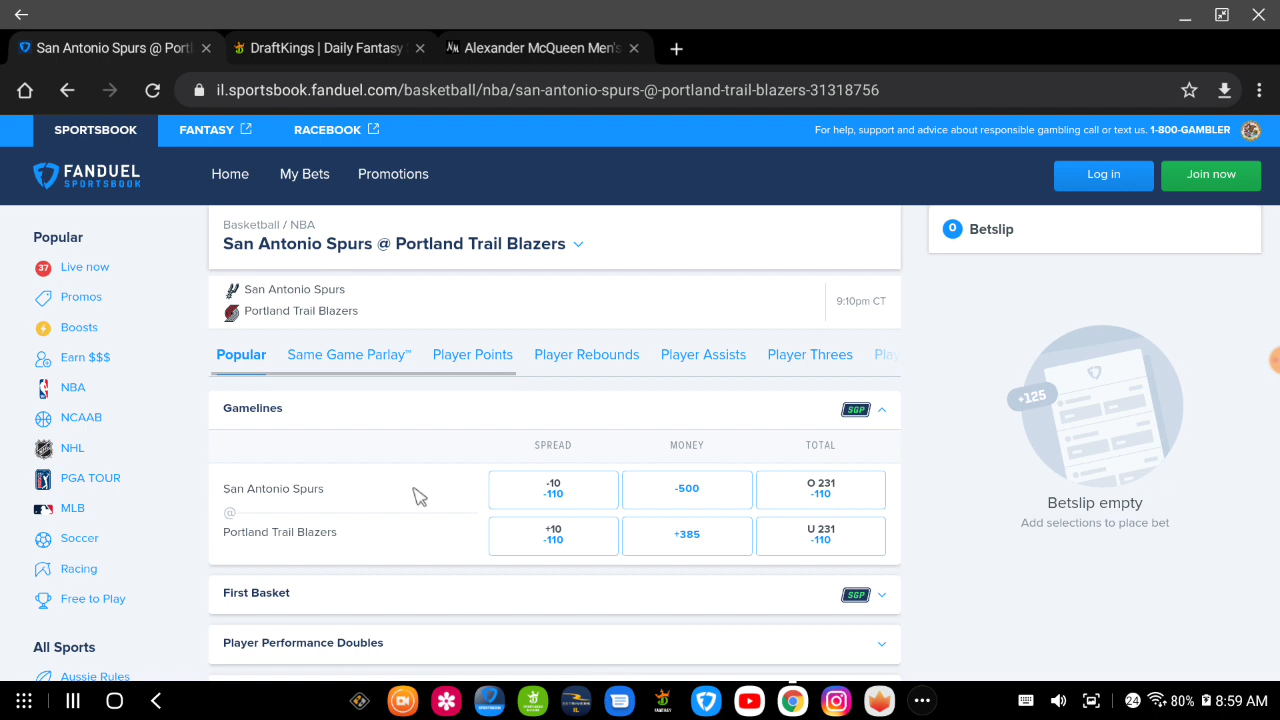 San Antonio Spurs @ Portl
DraftKings | Daily Fantasy
Alexander McQueen Men's
il.sportsbook.fanduel.com/basketball/nba/san-antonio-spurs-@-portland-trail-blazers-31318756
SPORTSBOOK FANTASY RACEBOOK
For help, support and advice about responsible gambling call or text us. 1-800-GAMBLER
FANDUEL
SPORTSBOOK
Home My Bets Promotions
Log in Join now
Popular
37 Live now
Promos
Boosts
Earn $$$
NBA
NCAAB
NHL
PGA TOUR
MLB
Soccer
Racing
Free to Play
All Sports
Aussie Rules
Basketball / NBA
San Antonio Spurs @ Portland Trail Blazers
San Antonio Spurs
Portland Trail Blazers
9:10pm CT
Popular Same Game Parlay™ Player Points Player Rebounds Player Assists Player Threes Play
Gamelines SGP
SPREAD MONEY TOTAL
San Antonio Spurs
-10
-110
-500
O 231
-110
@
Portland Trail Blazers
+10
-110
+385
U 231
-110
First Basket SGP
Player Performance Doubles
0 Betslip
+125
Betslip empty
Add selections to place bet
24 80% 8:59 AM